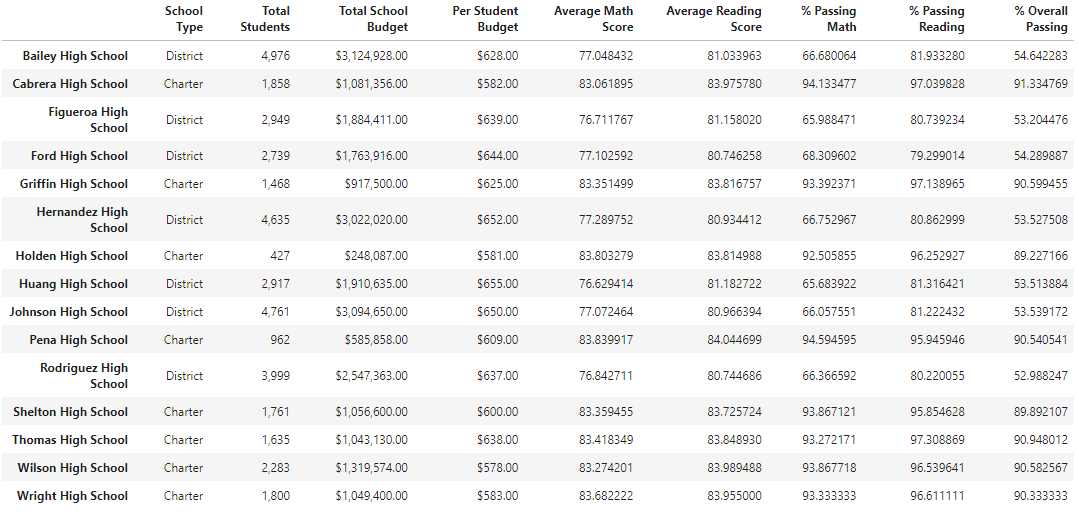 School Type Total Students Total School Budget Per Student Budget Average Math Score Average Reading Score % Passing Math % Passing Reading % Overall Passing
Bailey High School District 4,976 $3,124,928.00 $628.00 77.048432 81.033963 66.680064 81.933280 54.642283
Cabrera High School Charter 1,858 $1,081,356.00 $582.00 83.061895 83.975780 94.133477 97.039828 91.334769
Figueroa High School District 2,949 $1,884,411.00 $639.00 76.711767 81.158020 65.988471 80.739234 53.204476
Ford High School District 2,739 $1,763,916.00 $644.00 77.102592 80.746258 68.309602 79.299014 54.289887
Griffin High School Charter 1,468 $917,500.00 $625.00 83.351499 83.816757 93.392371 97.138965 90.599455
Hernandez High School District 4,635 $3,022,020.00 $652.00 77.289752 80.934412 66.752967 80.862999 53.527508
Holden High School Charter 427 $248,087.00 $581.00 83.803279 83.814988 92.505855 96.252927 89.227166
Huang High School District 2,917 $1,910,635.00 $655.00 76.629414 81.182722 65.683922 81.316421 53.513884
Johnson High School District 4,761 $3,094,650.00 $650.00 77.072464 80.966394 66.057551 81.222432 53.539172
Pena High School Charter 962 $585,858.00 $609.00 83.839917 84.044699 94.594595 95.945946 90.540541
Rodriguez High School District 3,999 $2,547,363.00 $637.00 76.842711 80.744686 66.366592 80.220055 52.988247
Shelton High School Charter 1,761 $1,056,600.00 $600.00 83.359455 83.725724 93.867121 95.854628 89.892107
Thomas High School Charter 1,635 $1,043,130.00 $638.00 83.418349 83.848930 93.272171 97.308869 90.948012
Wilson High School Charter 2,283 $1,319,574.00 $578.00 83.274201 83.989488 93.867718 96.539641 90.582567
Wright High School Charter 1,800 $1,049,400.00 $583.00 83.682222 83.955000 93.333333 96.611111 90.333333